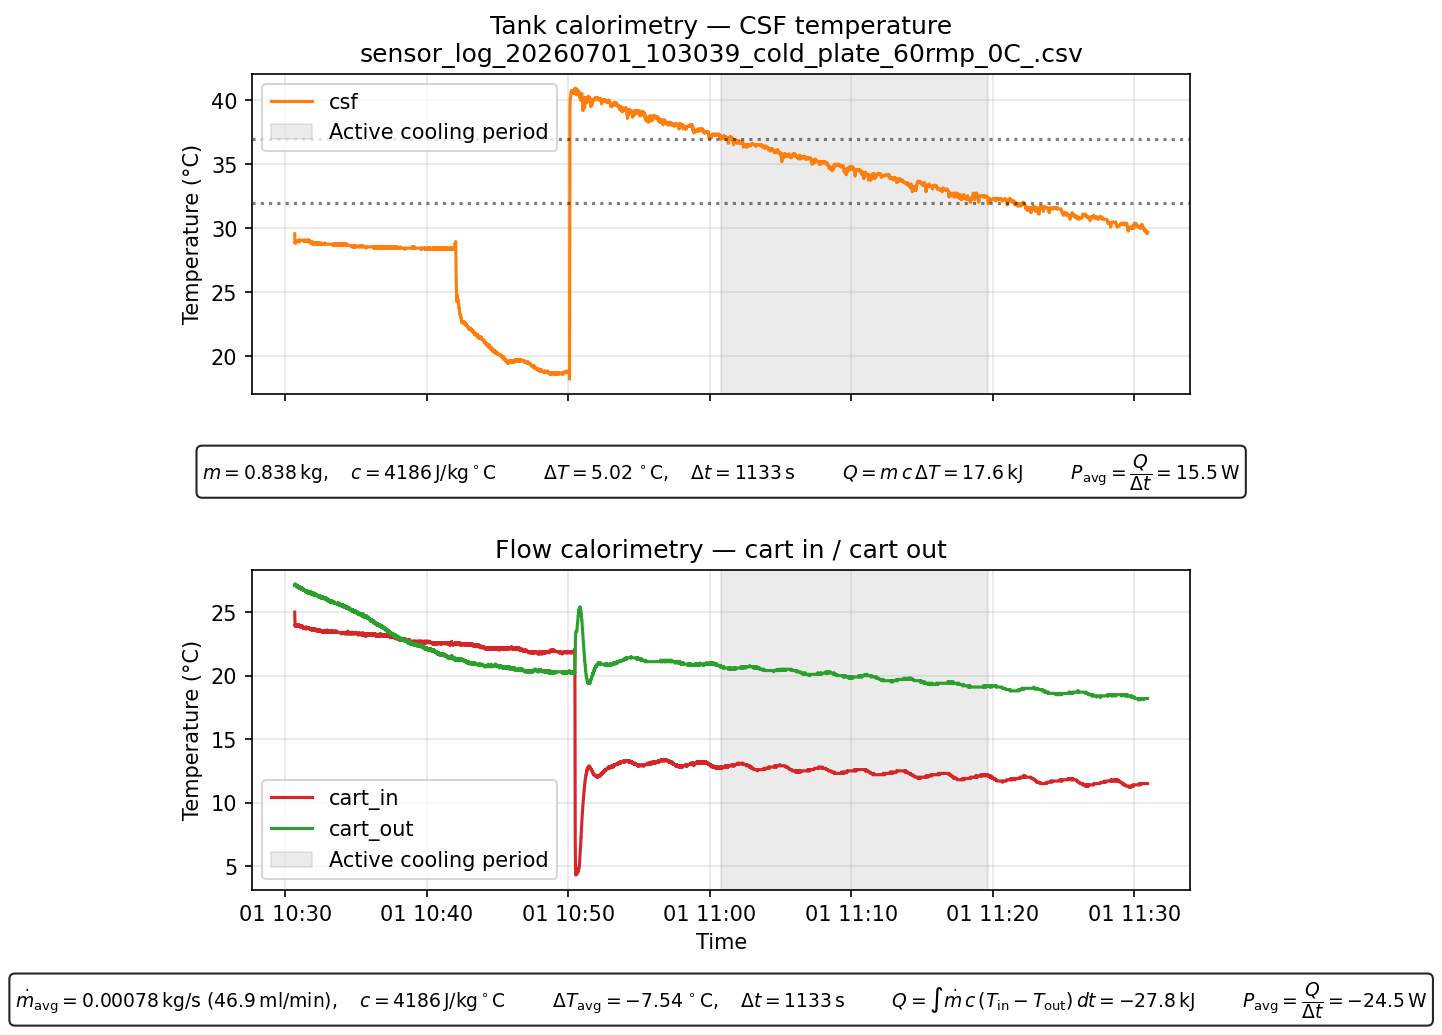 Tank calorimetry — CSF temperature
sensor_log_20260701_103039_cold_plate_60rmp_0C_.csv
Temperature (°C)
40
35
30
25
20
csf
Active cooling period
m = 0.838 kg, c = 4186 J/kg °C ΔT = 5.02 °C, Δt = 1133 s Q = m c ΔT = 17.6 kJ P_avg = Q/Δt = 15.5 W
Flow calorimetry — cart in / cart out
Temperature (°C)
25
20
15
10
5
cart_in
cart_out
Active cooling period
01 10:30 01 10:40 01 10:50 01 11:00 01 11:10 01 11:20 01 11:30
Time
ṁ_avg = 0.00078 kg/s (46.9 ml/min), c = 4186 J/kg °C ΔT_avg = −7.54 °C, Δt = 1133 s Q = ∫ṁ c (T_in − T_out) dt = −27.8 kJ P_avg = Q/Δt = −24.5 W